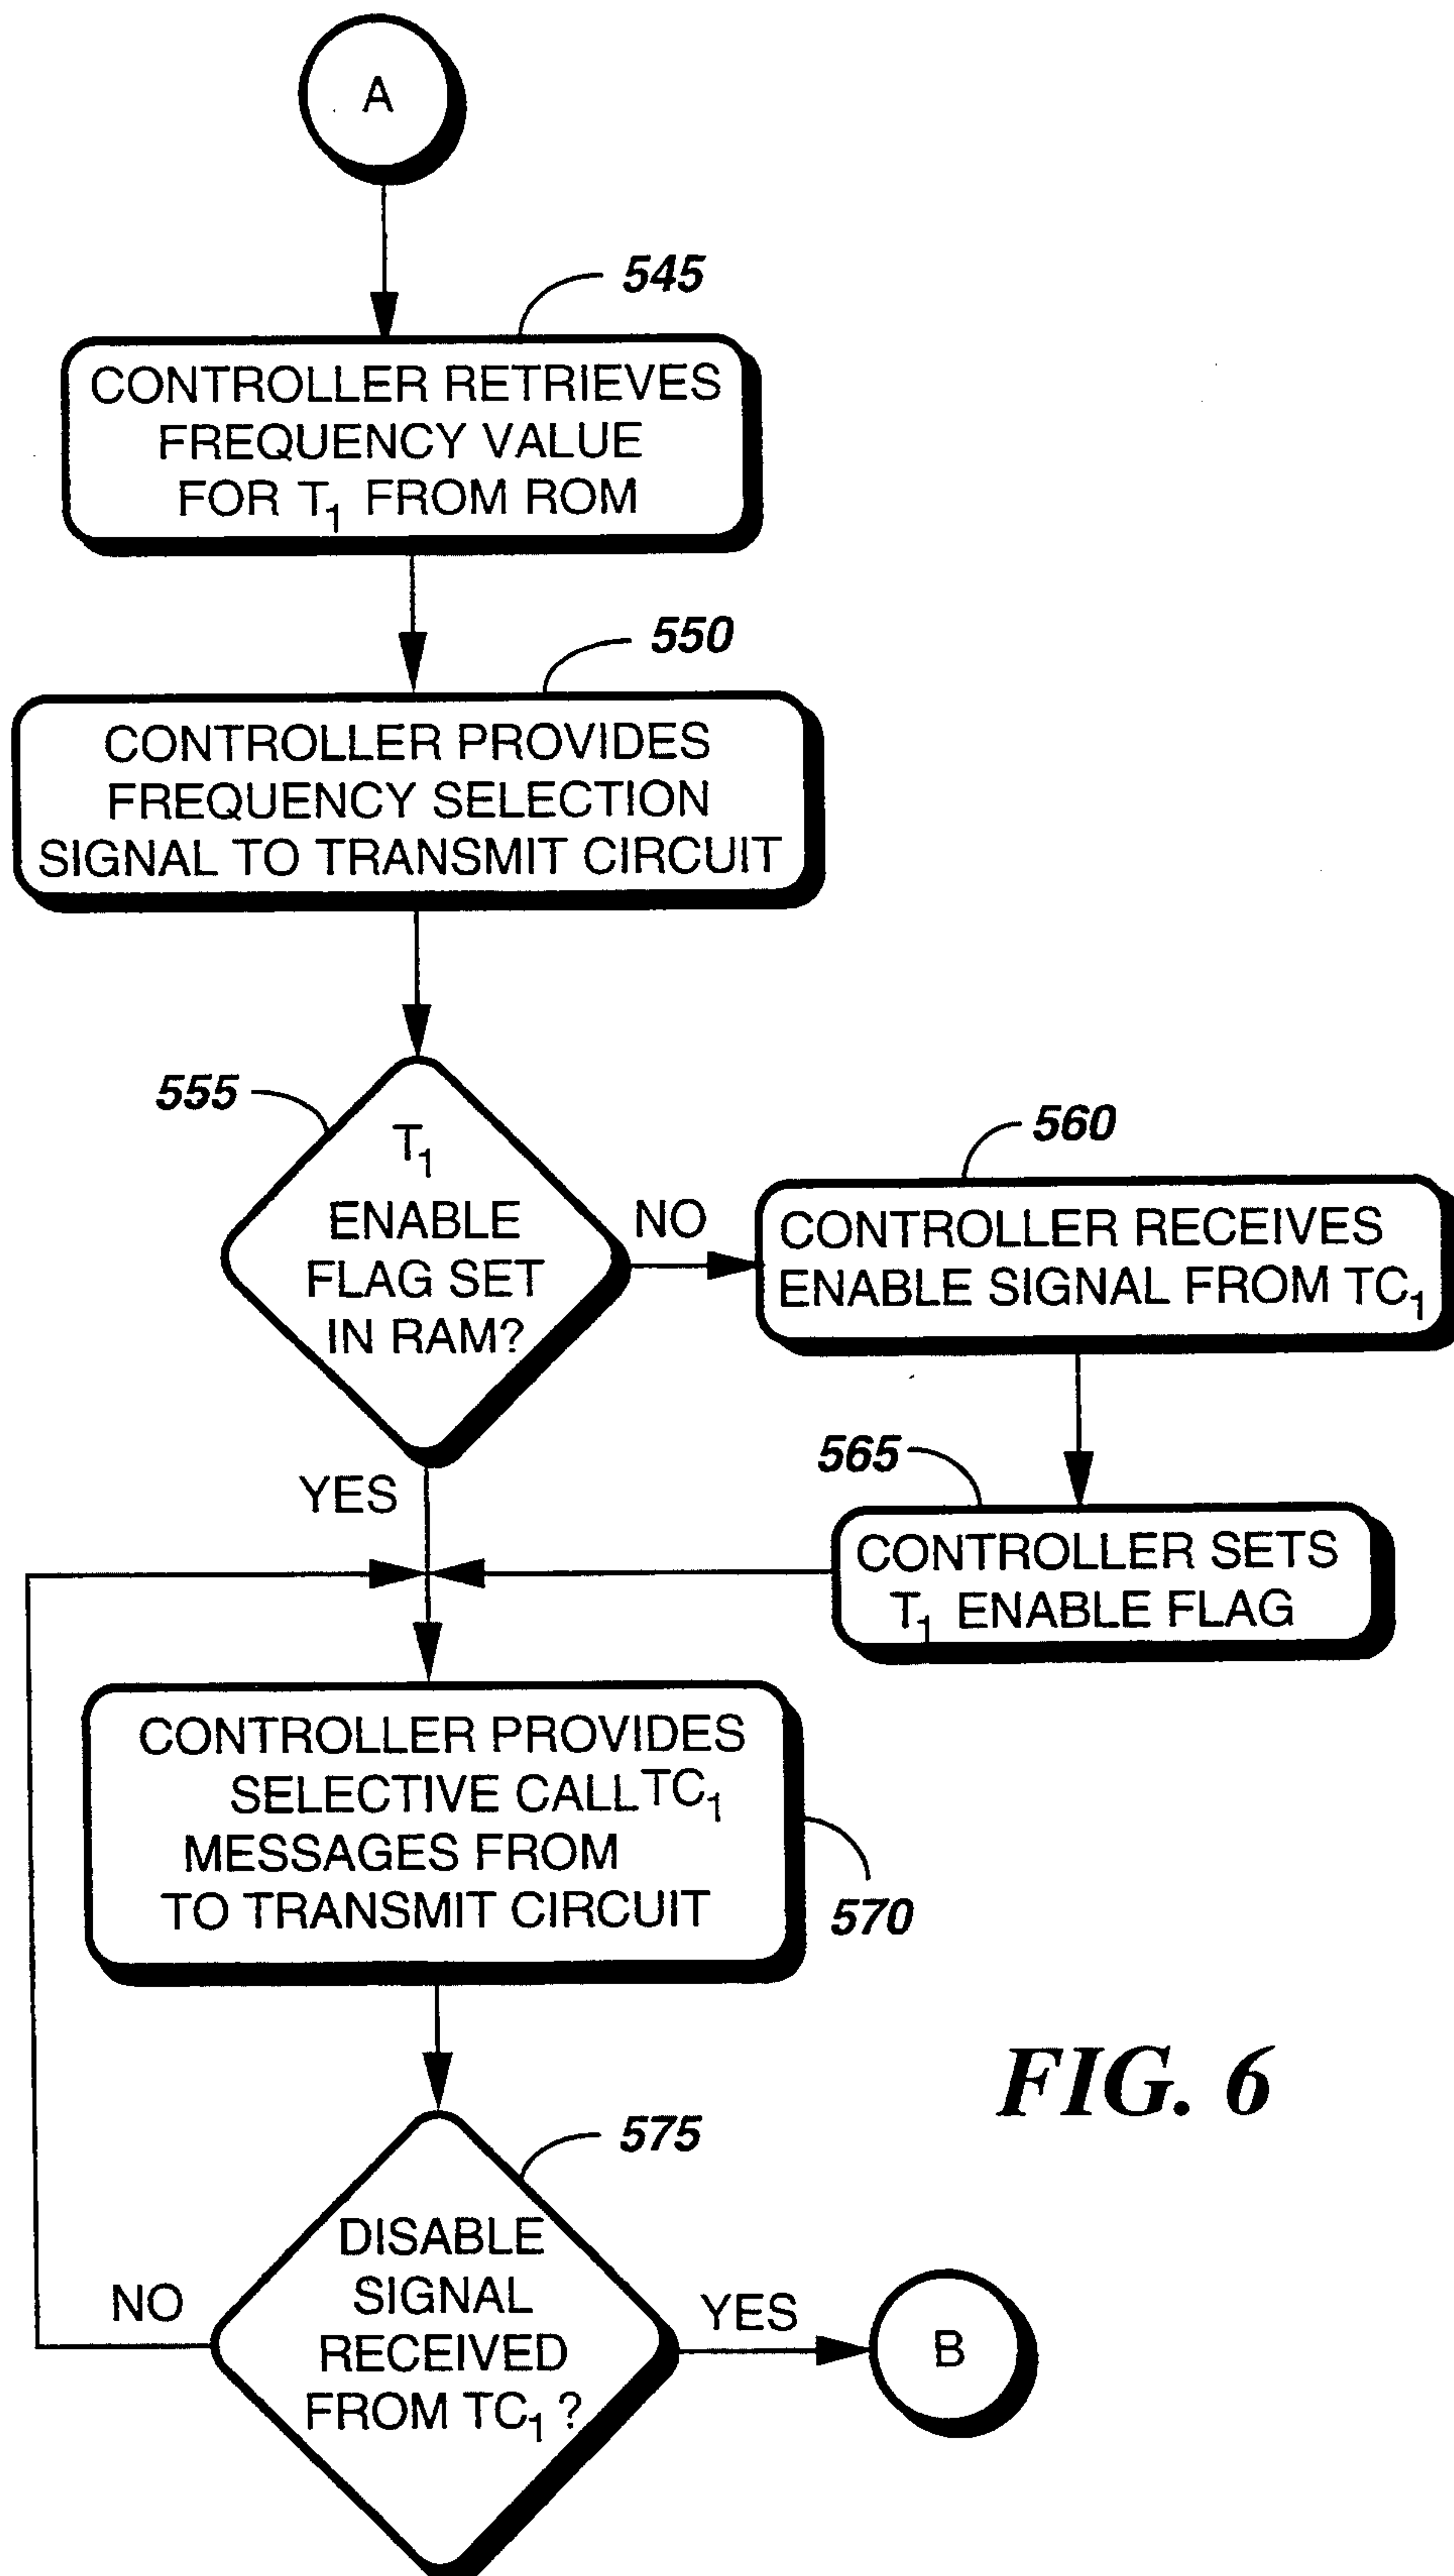 A
545
CONTROLLER RETRIEVES
FREQUENCY VALUE
FOR T₁ FROM ROM
550
CONTROLLER PROVIDES
FREQUENCY SELECTION
SIGNAL TO TRANSMIT CIRCUIT
555
T₁
ENABLE
FLAG SET
IN RAM?
NO
560
CONTROLLER RECEIVES
ENABLE SIGNAL FROM TC₁
565
CONTROLLER SETS
T₁ ENABLE FLAG
YES
CONTROLLER PROVIDES
SELECTIVE CALL TC₁
MESSAGES FROM
TO TRANSMIT CIRCUIT
570
575
DISABLE
SIGNAL
RECEIVED
FROM TC₁ ?
NO
YES
B
FIG. 6